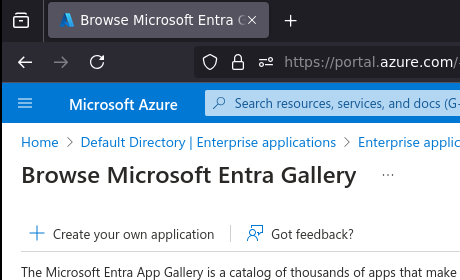 Browse Microsoft Entra G
https://portal.azure.com/
Microsoft Azure
Search resources, services, and docs (G-
Home > Default Directory | Enterprise applications > Enterprise applic
Browse Microsoft Entra Gallery ...
+ Create your own application
Got feedback?
The Microsoft Entra App Gallery is a catalog of thousands of apps that make